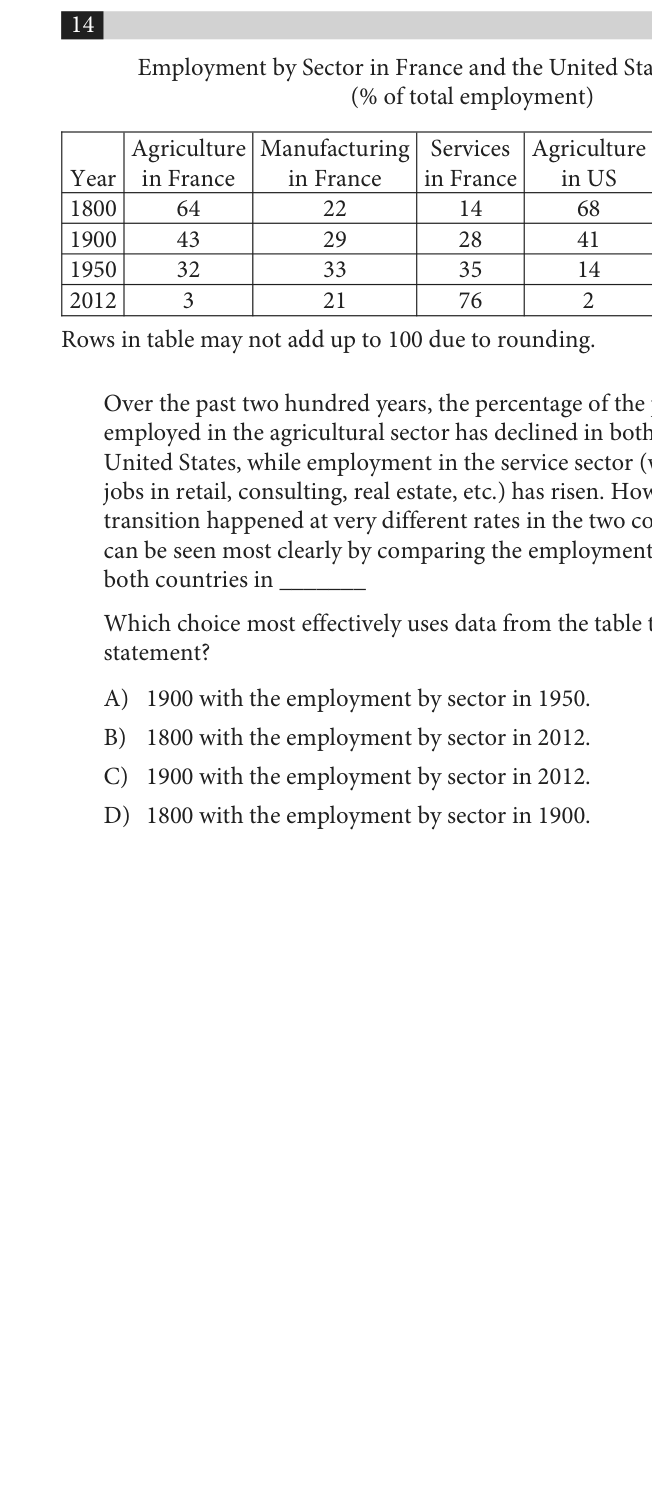 14
Employment by Sector in France and the United Sta
(% of total employment)
Year Agriculture in France Manufacturing in France Services in France Agriculture in US
1800 64 22 14 68
1900 43 29 28 41
1950 32 33 35 14
2012 3 21 76 2
Rows in table may not add up to 100 due to rounding.
Over the past two hundred years, the percentage of the
employed in the agricultural sector has declined in both
United States, while employment in the service sector (
jobs in retail, consulting, real estate, etc.) has risen. How
transition happened at very different rates in the two co
can be seen most clearly by comparing the employment
both countries in _______
Which choice most effectively uses data from the table t
statement?
A) 1900 with the employment by sector in 1950.
B) 1800 with the employment by sector in 2012.
C) 1900 with the employment by sector in 2012.
D) 1800 with the employment by sector in 1900.